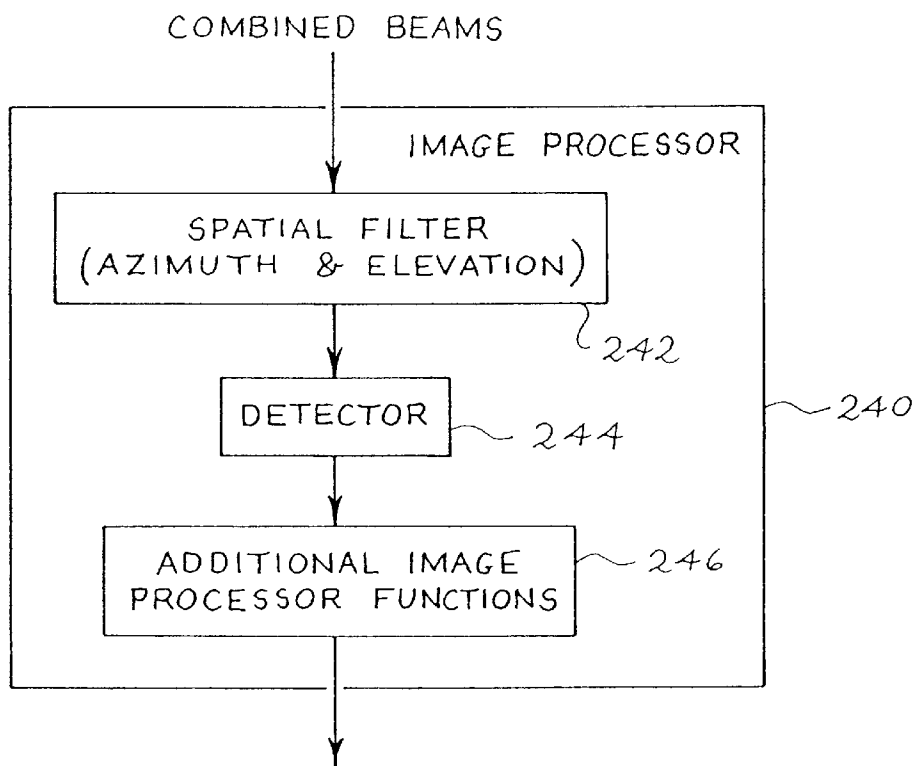 COMBINED BEAMS
IMAGE PROCESSOR
SPATIAL FILTER
(AZIMUTH & ELEVATION)
242
DETECTOR
244
240
ADDITIONAL IMAGE
PROCESSOR FUNCTIONS
246